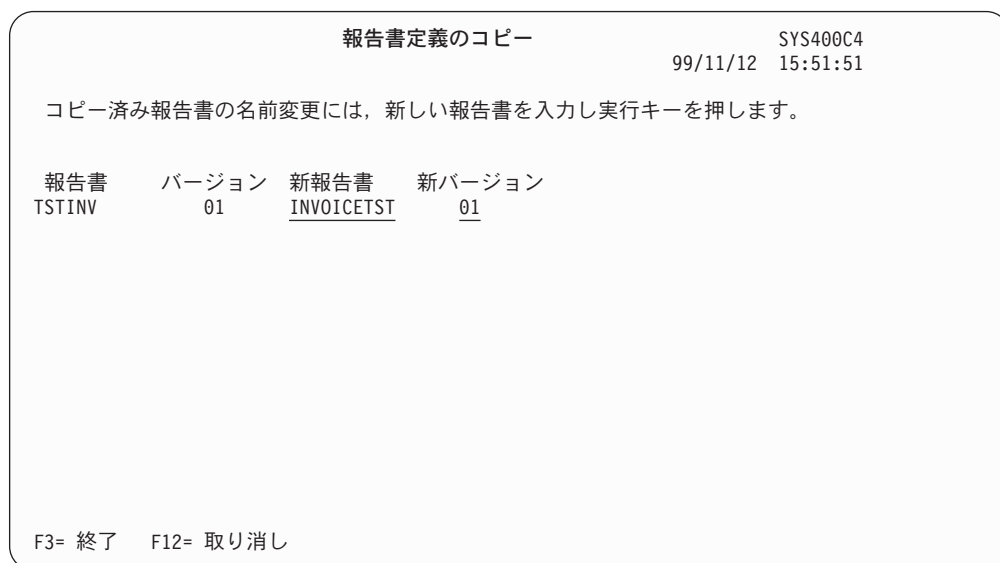 報告書定義のコピー SYS400C4
99/11/12 15:51:51
コピー済み報告書の名前変更には，新しい報告書を入力し実行キーを押します。
報告書 バージョン 新報告書 新バージョン
TSTINV 01 INVOICETST 01
F3= 終了 F12= 取り消し